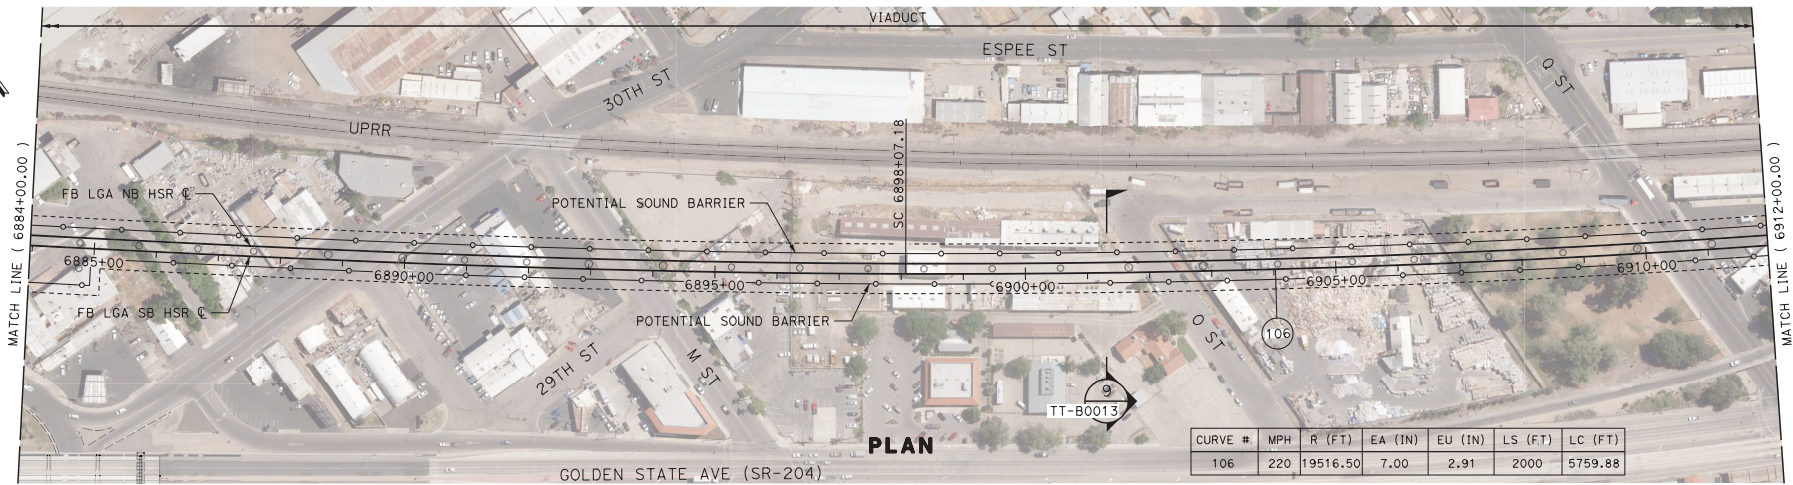 VIADUCT
ESPEE ST
Q ST
30TH ST
UPRR
SC 6898+07.18
MATCH LINE ( 6884+00.00 )
MATCH LINE ( 6912+00.00 )
FB LGA NB HSR ℄
POTENTIAL SOUND BARRIER
6885+00
6890+00
6895+00
6900+00
6905+00
6910+00
FB LGA SB HSR ℄
POTENTIAL SOUND BARRIER
106
O ST
M ST
29TH ST
9
TT-B0013
PLAN
GOLDEN STATE AVE (SR-204)
CURVE # MPH R (FT) EA (IN) EU (IN) LS (FT) LC (FT)
106 220 19516.50 7.00 2.91 2000 5759.88